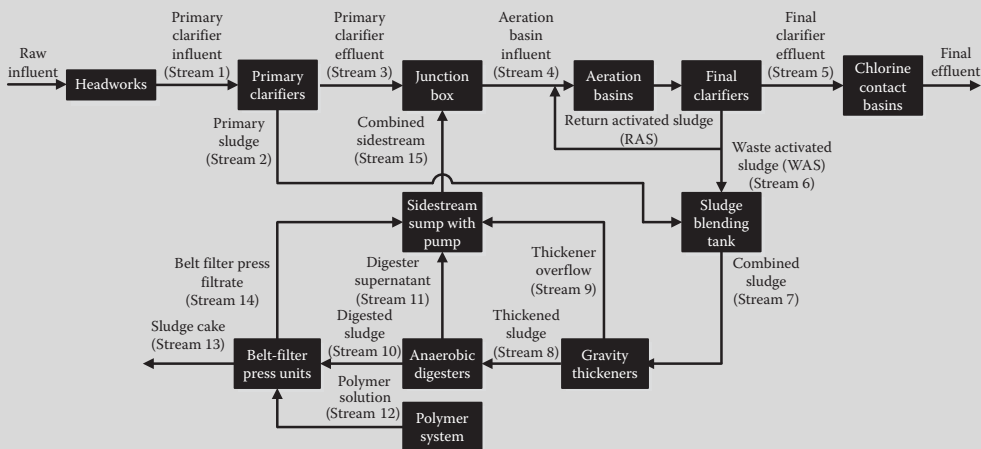 Raw
influent
Headworks
Primary
clarifier
influent
(Stream 1)
Primary
clarifiers
Primary
clarifier
effluent
(Stream 3)
Junction
box
Aeration
basin
influent
(Stream 4)
Aeration
basins
Final
clarifiers
Final
clarifier
effluent
(Stream 5)
Chlorine
contact
basins
Final
effluent
Primary
sludge
(Stream 2)
Combined
sidestream
(Stream 15)
Return activated sludge
(RAS)
Waste activated
sludge (WAS)
(Stream 6)
Sidestream
sump with
pump
Sludge
blending
tank
Belt filter press
filtrate
(Stream 14)
Digester
supernatant
(Stream 11)
Thickener
overflow
(Stream 9)
Combined
sludge
(Stream 7)
Sludge cake
(Stream 13)
Belt-filter
press units
Digested
sludge
(Stream 10)
Anaerobic
digesters
Thickened
sludge
(Stream 8)
Gravity
thickeners
Polymer
solution
(Stream 12)
Polymer
system